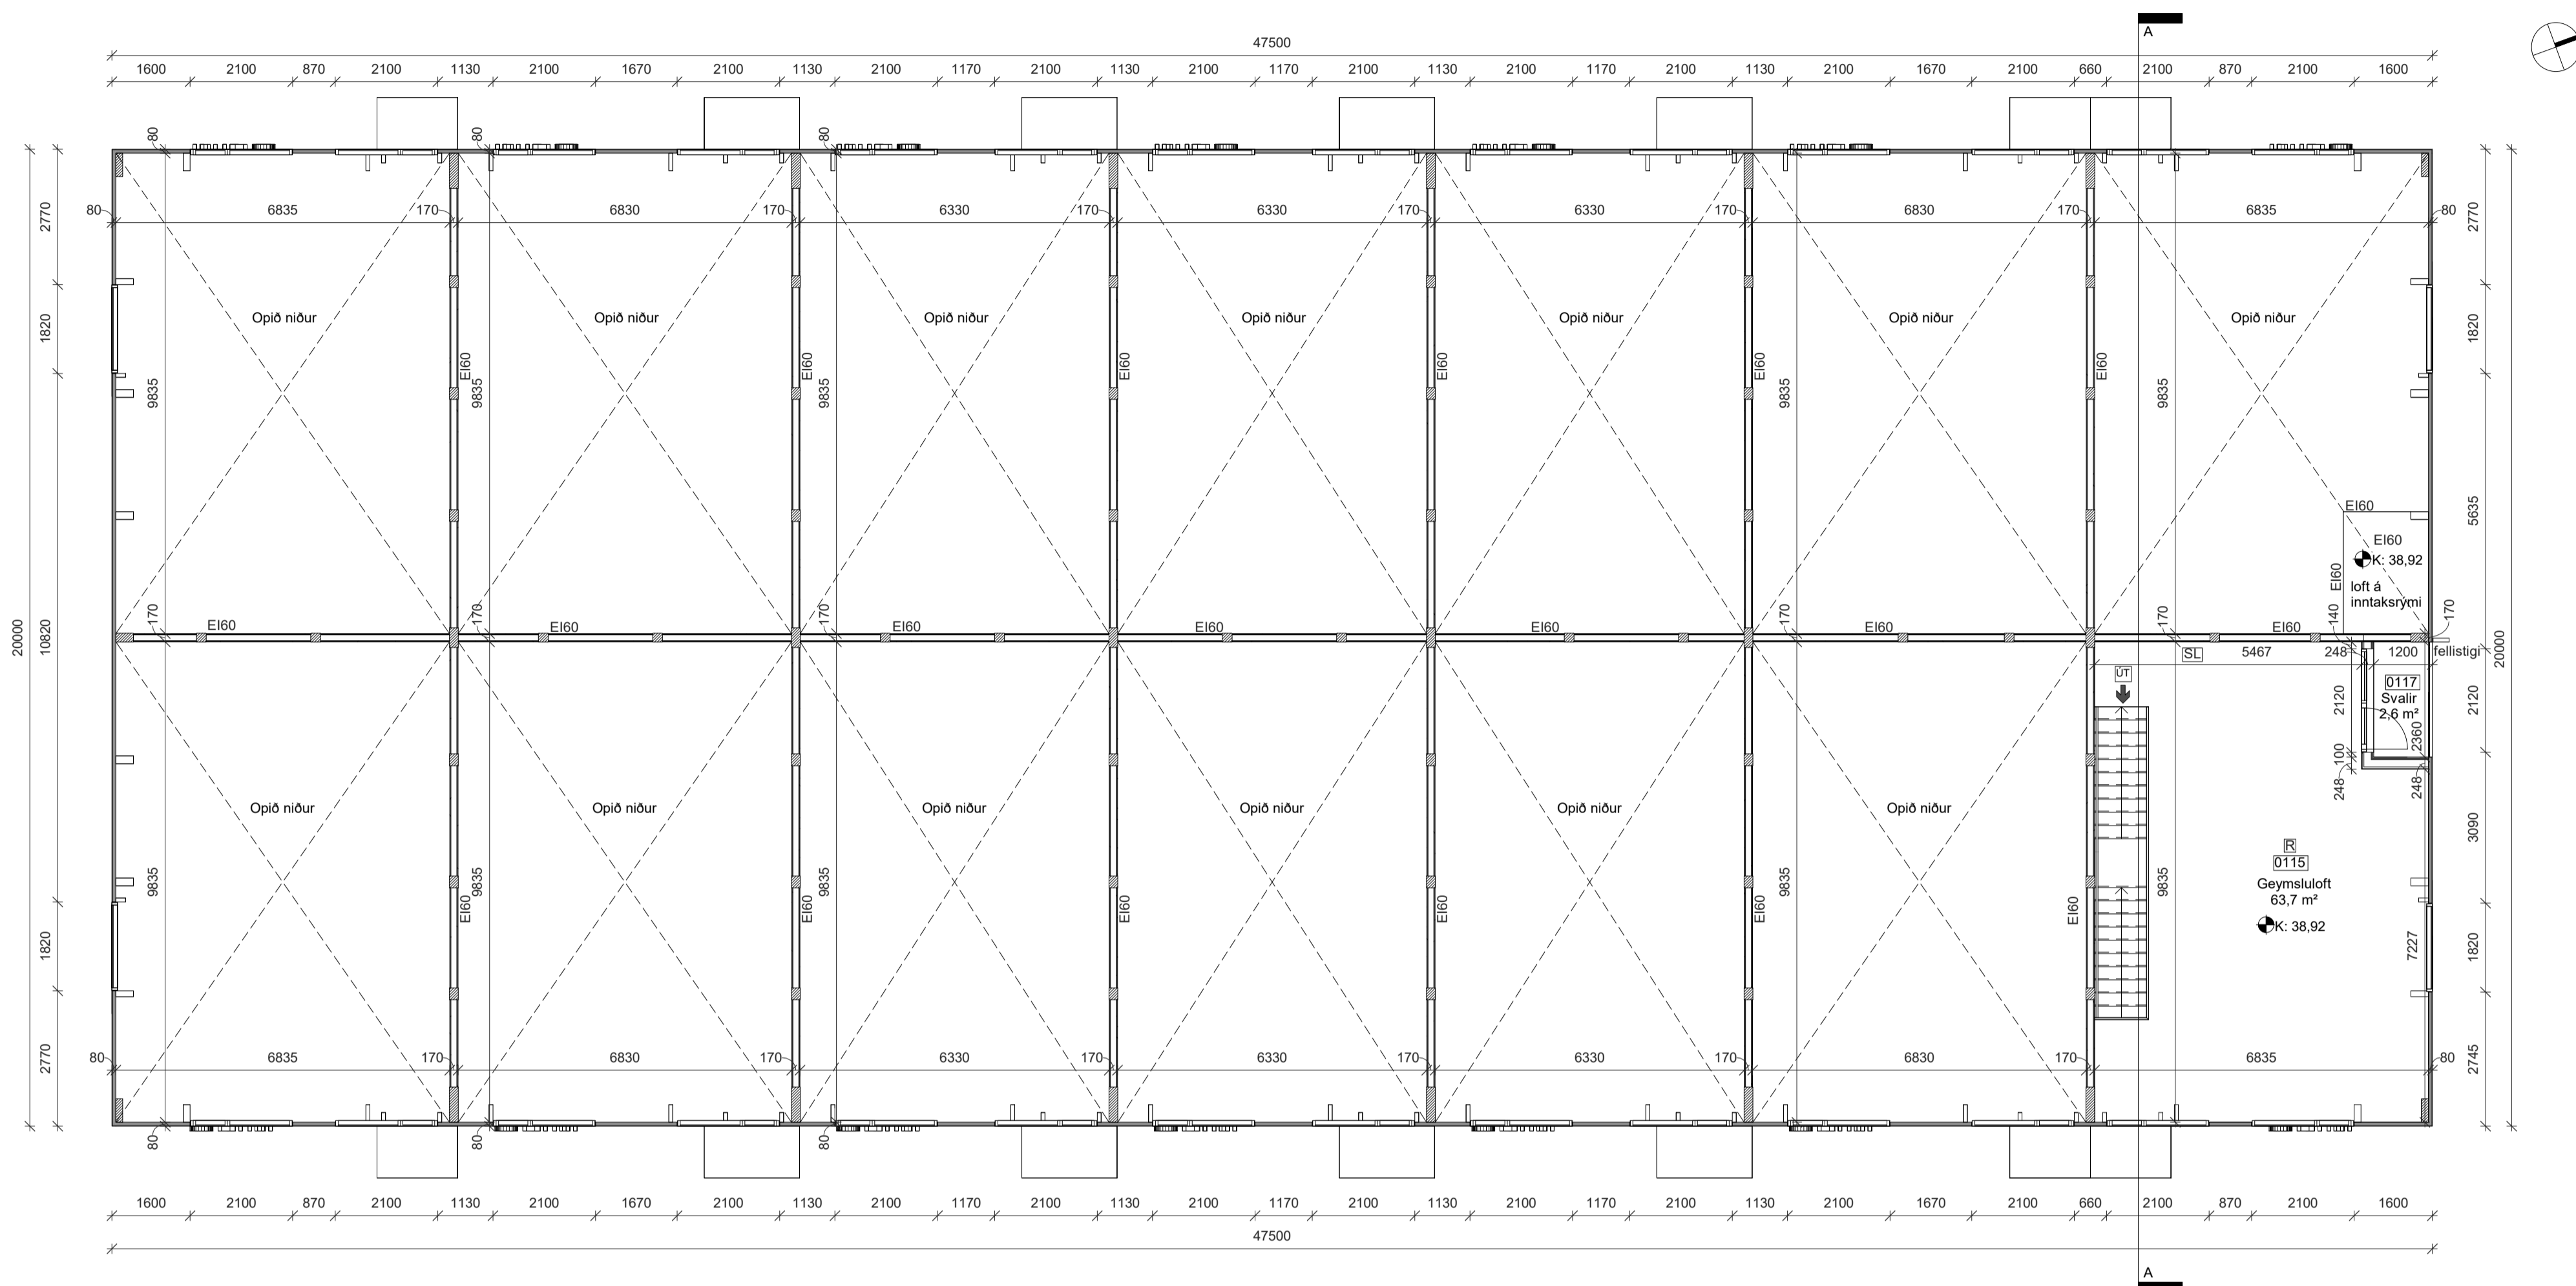 A
47500
1600 2100 870 2100 1130 2100 1670 2100 1130 2100 1170 2100 1130 2100 1170 2100 1130 2100 1170 2100 1130 2100 1670 2100 660 2100 870 2100 1600
80 80 80
80 6835 170 6830 170 6330 170 6330 170 6330 170 6830 170 6835 80
2770 2770
Opið niður Opið niður Opið niður Opið niður Opið niður Opið niður Opið niður
1820 1820
EI60 EI60 EI60 EI60 EI60 EI60
9835 9835 9835 9835 9835
5635
EI60
EI60
K: 38,92
EI60
loft á
inntaksrými
170 170 170 170 170 140 170
EI60 EI60 EI60 EI60 EI60 EI60 EI60
20000 10820 20000
SL 5467 248 1200 fellistigi
ÚT
0117
Svalir
2,6 m²
2120 2360 2120
100
248 248
Opið niður Opið niður Opið niður Opið niður Opið niður Opið niður
3090
R
0115
Geymsluloft
63,7 m²
K: 38,92
9835 9835 9835 9835 9835
EI60 EI60 EI60 EI60 EI60 EI60
1820 7227 1820
2770 2745
80 6835 170 6830 170 6330 170 6330 170 6330 170 6830 170 6835 80
80 80 80
1600 2100 870 2100 1130 2100 1670 2100 1130 2100 1170 2100 1130 2100 1170 2100 1130 2100 1170 2100 1130 2100 1670 2100 660 2100 870 2100 1600
47500
A